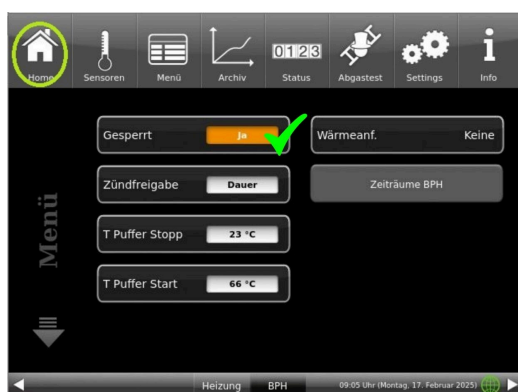 Home Sensoren Menü Archiv 0123 Status Abgastest Settings i Info
Gesperrt Ja Wärmeanf. Keine
Zündfreigabe Dauer Zeiträume BPH
T Puffer Stopp 23 °C
T Puffer Start 66 °C
Menü
Heizung BPH 09:05 Uhr (Montag, 17. Februar 2025)